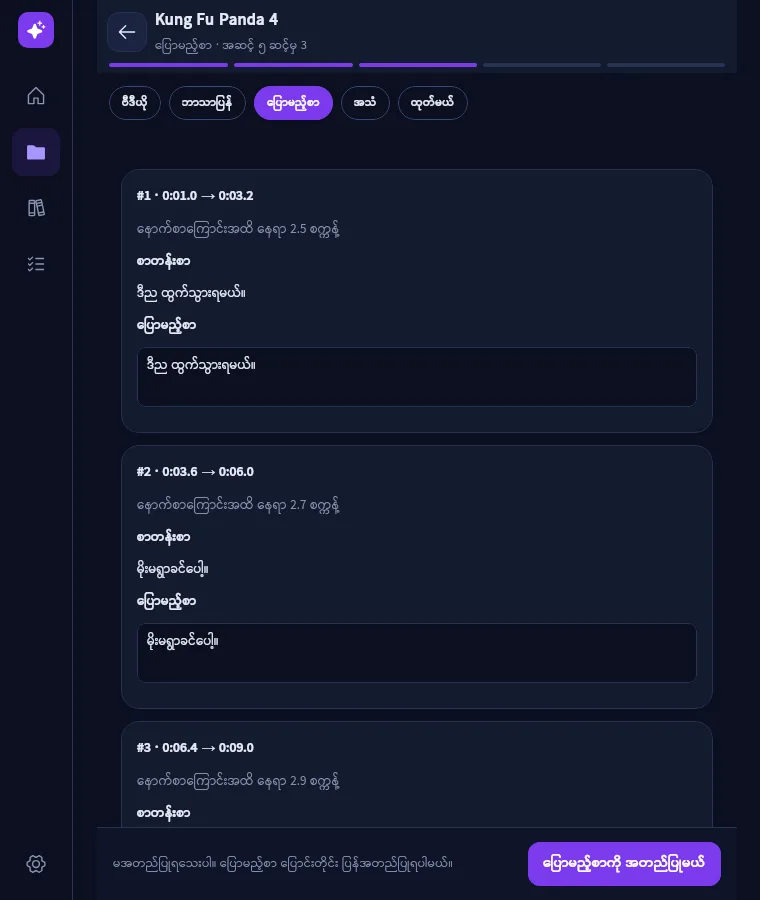 Kung Fu Panda 4
ပြောမည့်စာ · အဆင့် ၅ ဆင့်မှ 3
ဗီဒီယို
ဘာသာပြန်
ပြောမည့်စာ
အသံ
ထုတ်မယ်
#1 · 0:01.0 → 0:03.2
နောက်စာကြောင်းအထိ နေရာ 2.5 စက္ကန့်
စာတန်းစာ
ဒီည ထွက်သွားရမယ်။
ပြောမည့်စာ
ဒီည ထွက်သွားရမယ်။
#2 · 0:03.6 → 0:06.0
နောက်စာကြောင်းအထိ နေရာ 2.7 စက္ကန့်
စာတန်းစာ
မိုးမရွာခင်ပေါ့။
ပြောမည့်စာ
မိုးမရွာခင်ပေါ့။
#3 · 0:06.4 → 0:09.0
နောက်စာကြောင်းအထိ နေရာ 2.9 စက္ကန့်
စာတန်းစာ
မအတည်ပြုရသေးပါ။ ပြောမည့်စာ ပြောင်းတိုင်း ပြန်အတည်ပြုရပါမယ်။
ပြောမည့်စာကို အတည်ပြုမယ်